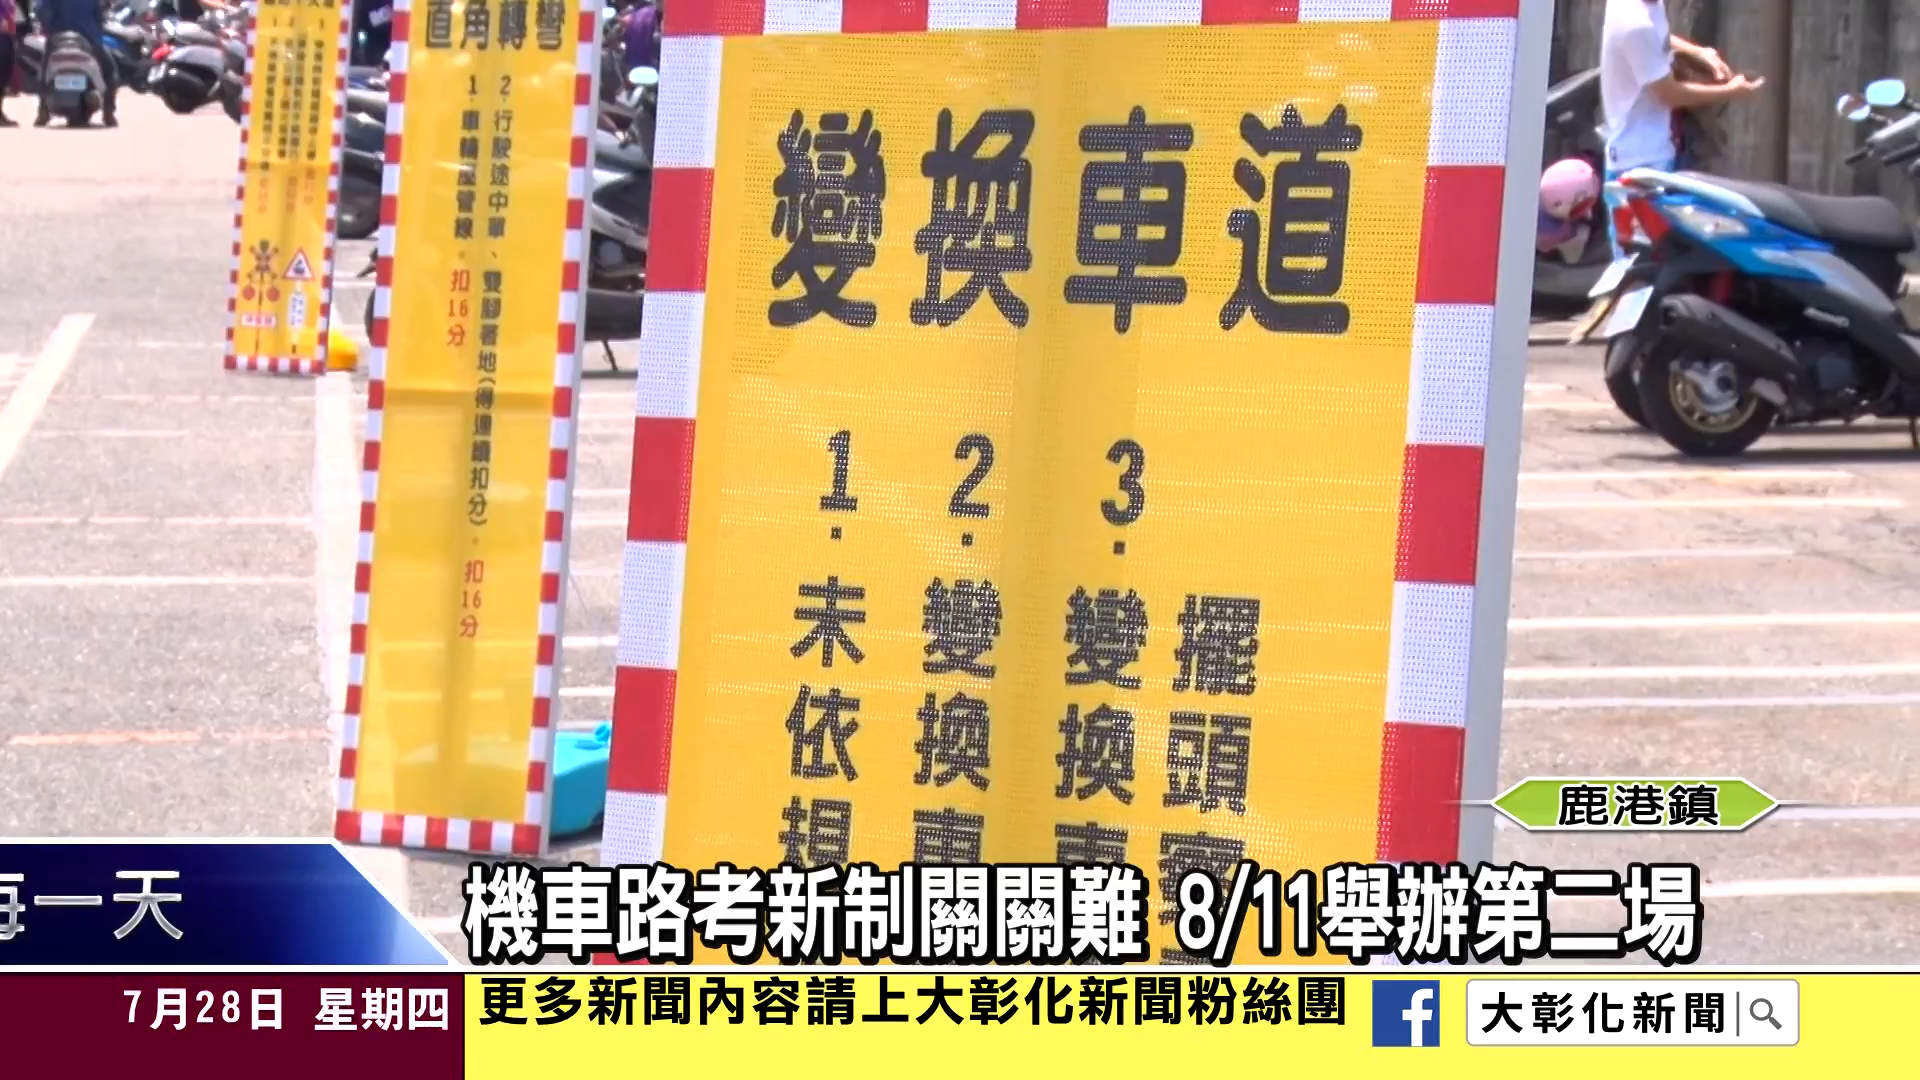 直角轉彎
1.車輪壓管線。扣16分
2.行駛途中單、雙腳著地(得連續扣分)。扣16分
變換車道
1.未依規
2.變換車
3.變換車
擺頭察
鹿港鎮
每一天
機車路考新制關關難 8/11舉辦第二場
7月28日 星期四
更多新聞內容請上大彰化新聞粉絲團
f
大彰化新聞